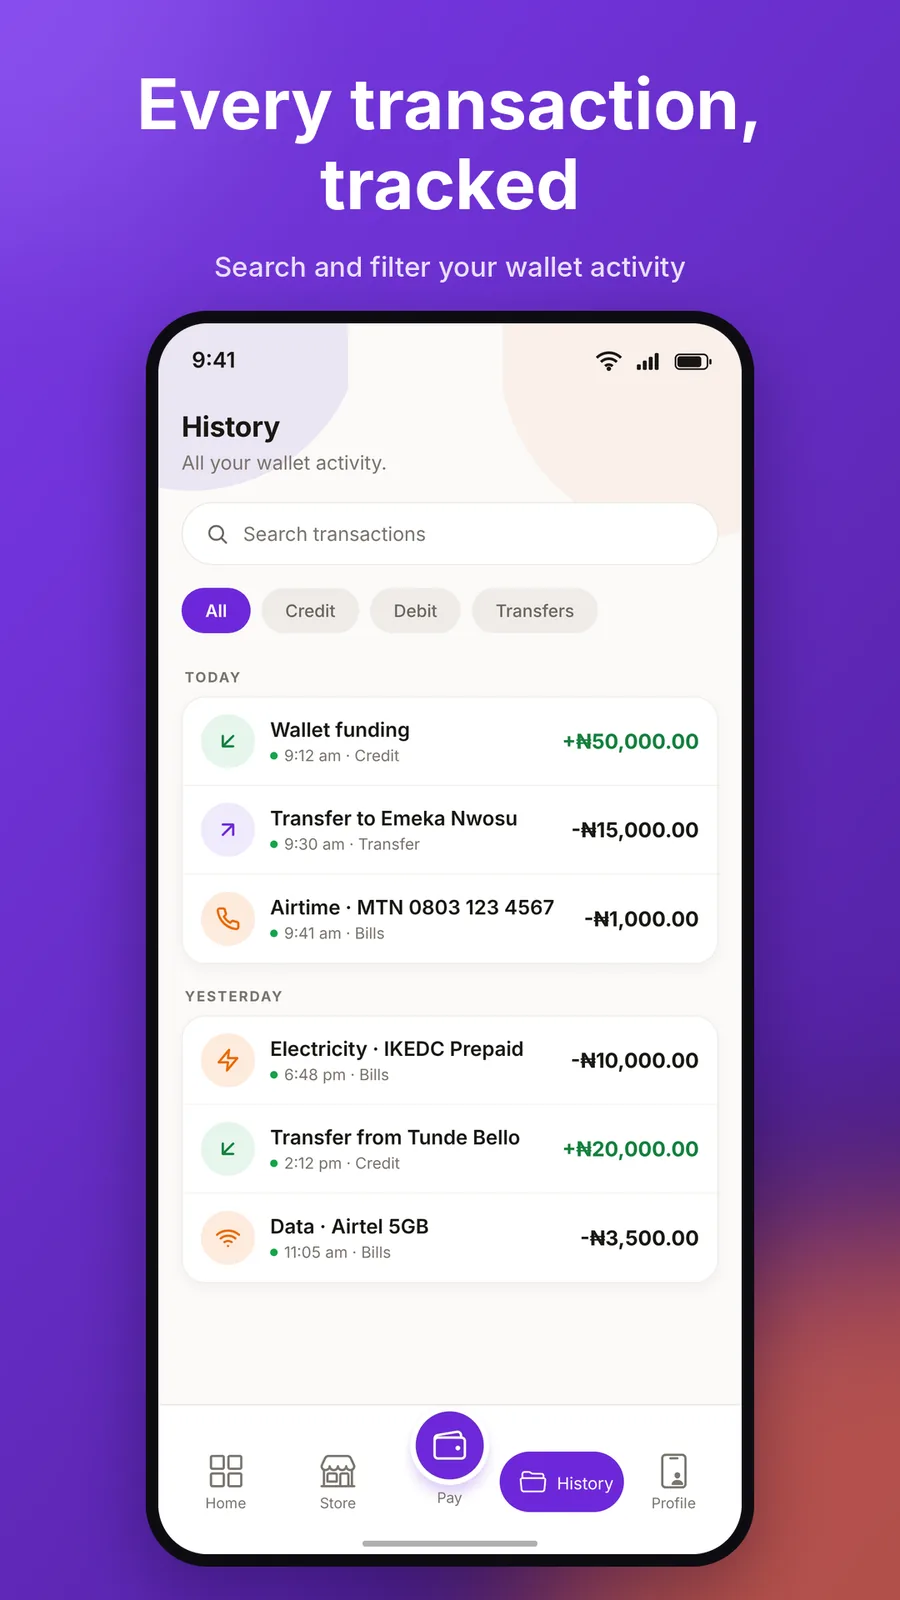 Every transaction,
tracked
Search and filter your wallet activity
9:41
History
All your wallet activity.
Search transactions
All
Credit
Debit
Transfers
TODAY
Wallet funding
9:12 am · Credit
+₦50,000.00
Transfer to Emeka Nwosu
9:30 am · Transfer
-₦15,000.00
Airtime · MTN 0803 123 4567
9:41 am · Bills
-₦1,000.00
YESTERDAY
Electricity · IKEDC Prepaid
6:48 pm · Bills
-₦10,000.00
Transfer from Tunde Bello
2:12 pm · Credit
+₦20,000.00
Data · Airtel 5GB
11:05 am · Bills
-₦3,500.00
Home
Store
Pay
History
Profile